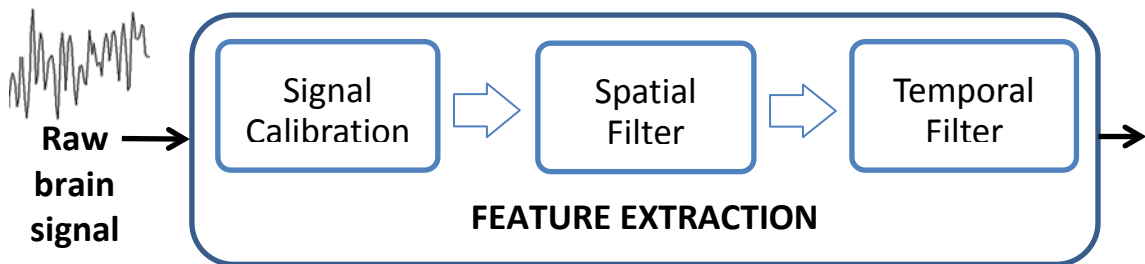 Raw
brain
signal
Signal
Calibration
Spatial
Filter
Temporal
Filter
FEATURE EXTRACTION